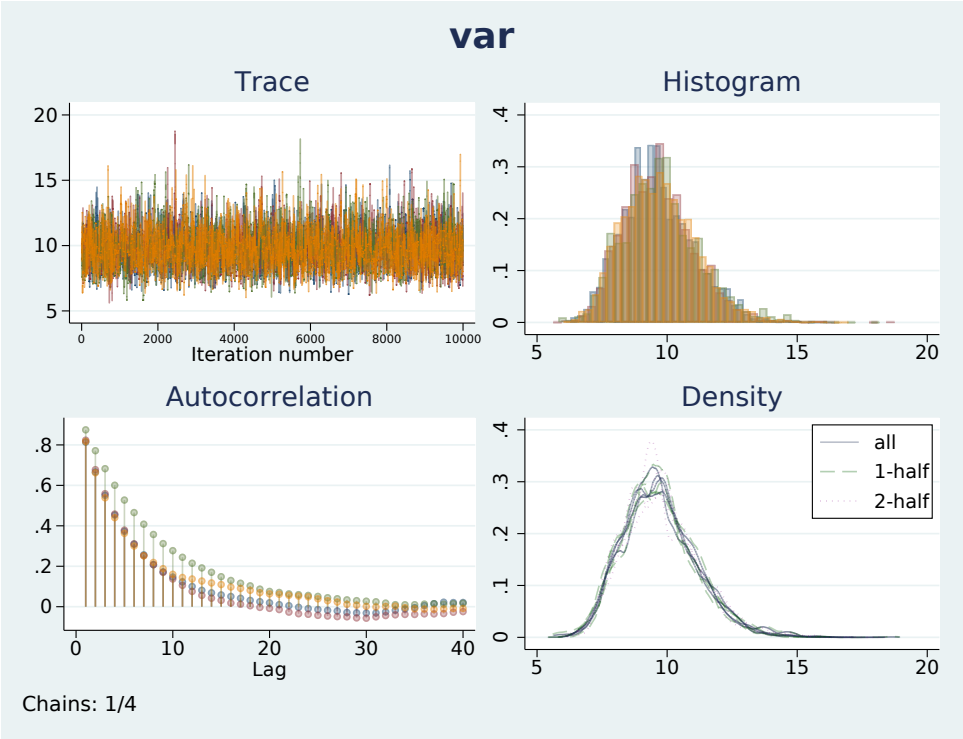 var
Trace
20
15
10
5
0 2000 4000 6000 8000 10000
Iteration number
Histogram
.4
.3
.2
.1
0
5 10 15 20
Autocorrelation
.8
.6
.4
.2
0
0 10 20 30 40
Lag
Density
.4
.3
.2
.1
0
5 10 15 20
all
1-half
2-half
Chains: 1/4